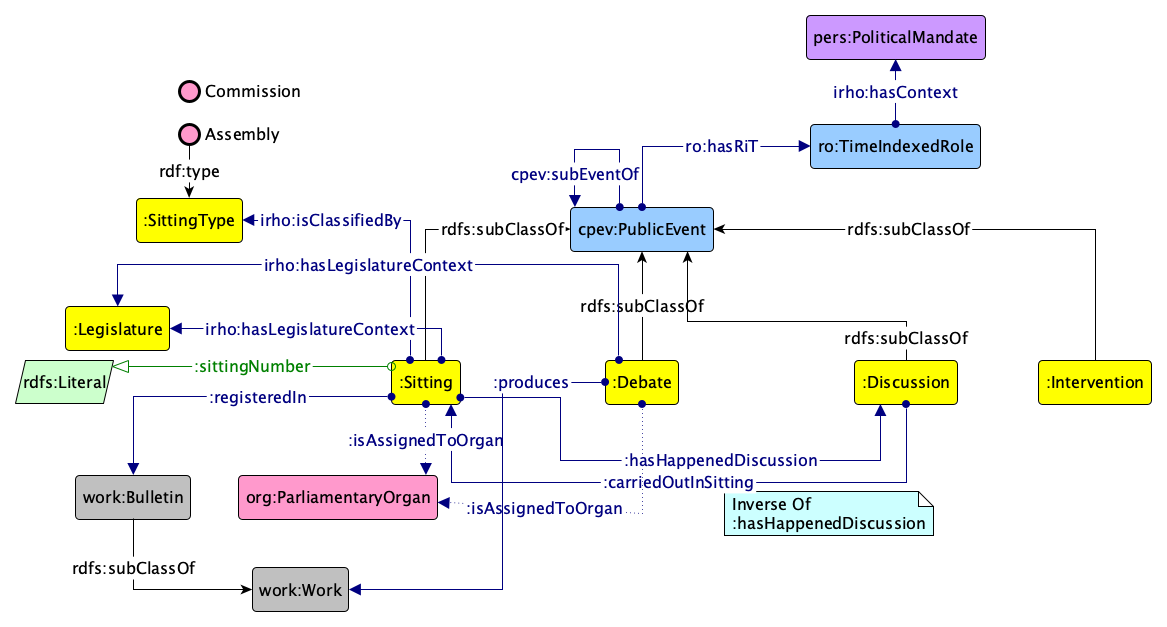 pers:PoliticalMandate
Commission
irho:hasContext
Assembly
ro:hasRiT
ro:TimeIndexedRole
rdf:type
cpev:subEventOf
:SittingType
irho:isClassifiedBy
rdfs:subClassOf
cpev:PublicEvent
rdfs:subClassOf
irho:hasLegislatureContext
rdfs:subClassOf
:Legislature
irho:hasLegislatureContext
rdfs:subClassOf
:sittingNumber
rdfs:Literal
:Sitting
:produces
:Debate
:Discussion
:Intervention
:registeredIn
:isAssignedToOrgan
:hasHappenedDiscussion
:carriedOutInSitting
work:Bulletin
org:ParliamentaryOrgan
:isAssignedToOrgan
Inverse Of
:hasHappenedDiscussion
rdfs:subClassOf
work:Work